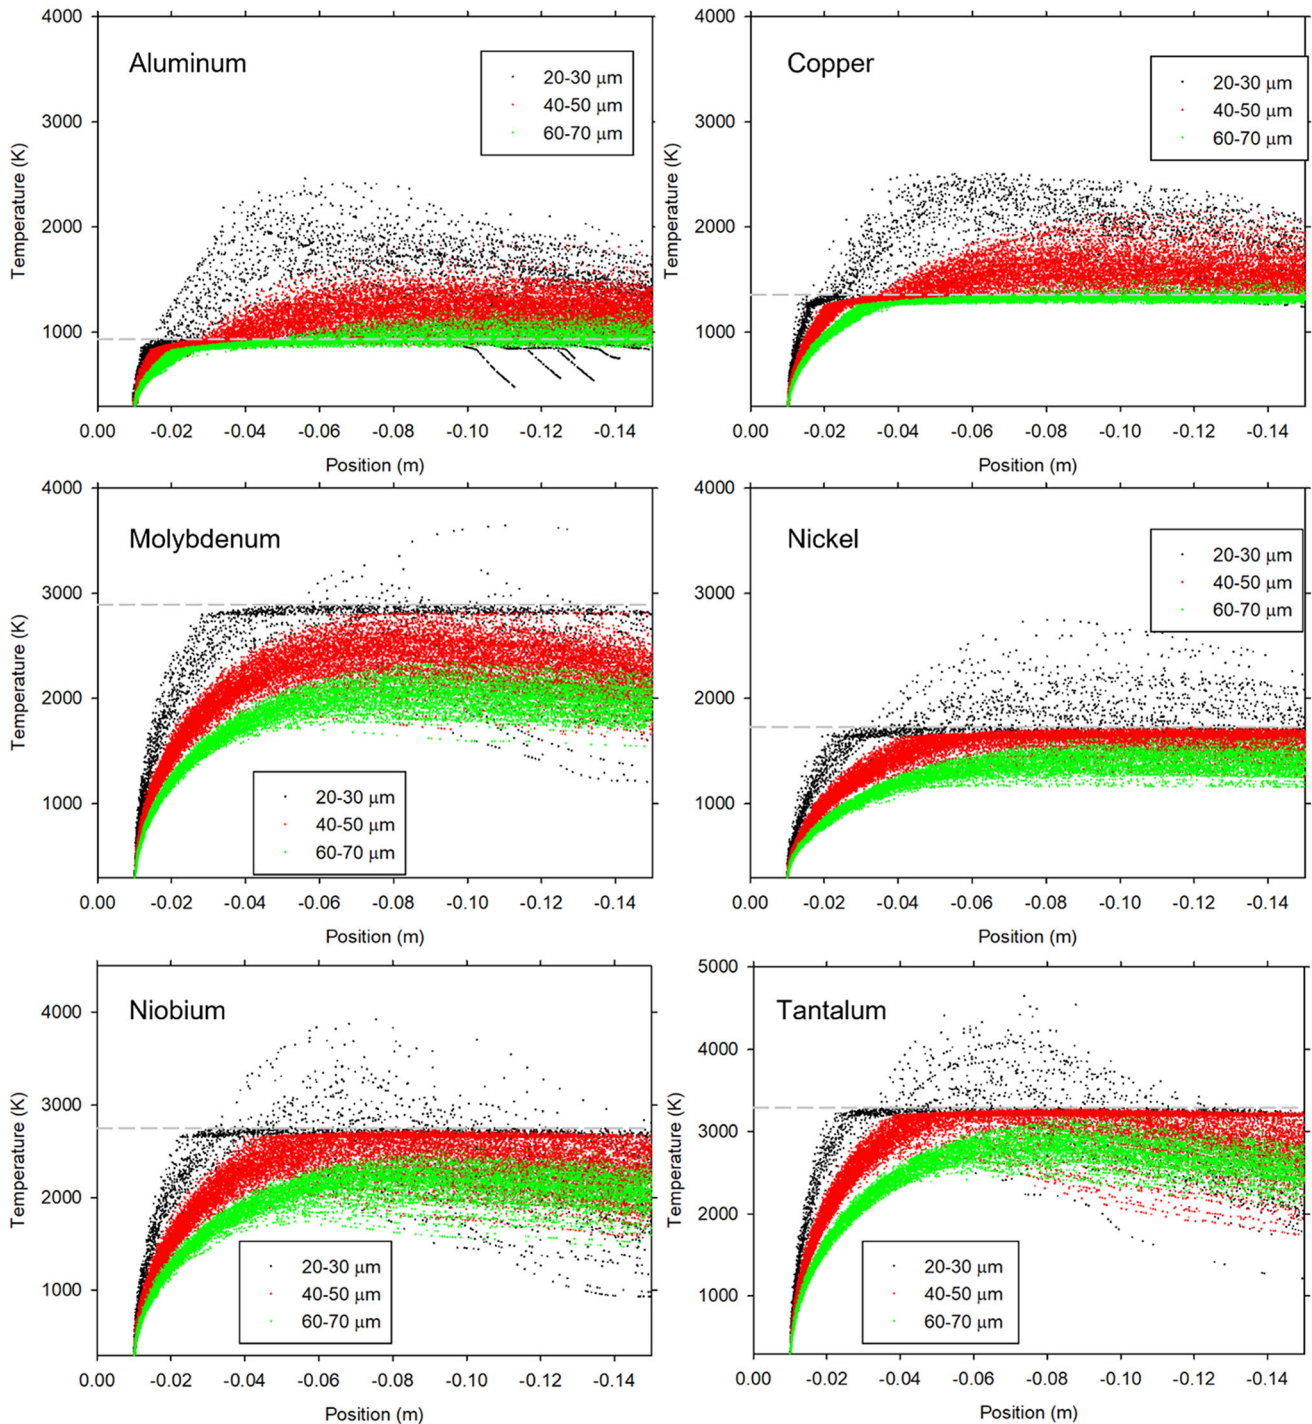 4000
3000
2000
1000
Temperature (K)
Aluminum
20-30 μm
40-50 μm
60-70 μm
0.00 -0.02 -0.04 -0.06 -0.08 -0.10 -0.12 -0.14
Position (m)
4000
3000
2000
1000
Temperature (K)
Copper
20-30 μm
40-50 μm
60-70 μm
0.00 -0.02 -0.04 -0.06 -0.08 -0.10 -0.12 -0.14
Position (m)
4000
3000
2000
1000
Temperature (K)
Molybdenum
20-30 μm
40-50 μm
60-70 μm
0.00 -0.02 -0.04 -0.06 -0.08 -0.10 -0.12 -0.14
Position (m)
4000
3000
2000
1000
Temperature (K)
Nickel
20-30 μm
40-50 μm
60-70 μm
0.00 -0.02 -0.04 -0.06 -0.08 -0.10 -0.12 -0.14
Position (m)
4000
3000
2000
1000
Temperature (K)
Niobium
20-30 μm
40-50 μm
60-70 μm
0.00 -0.02 -0.04 -0.06 -0.08 -0.10 -0.12 -0.14
Position (m)
5000
4000
3000
2000
1000
Temperature (K)
Tantalum
20-30 μm
40-50 μm
60-70 μm
0.00 -0.02 -0.04 -0.06 -0.08 -0.10 -0.12 -0.14
Position (m)